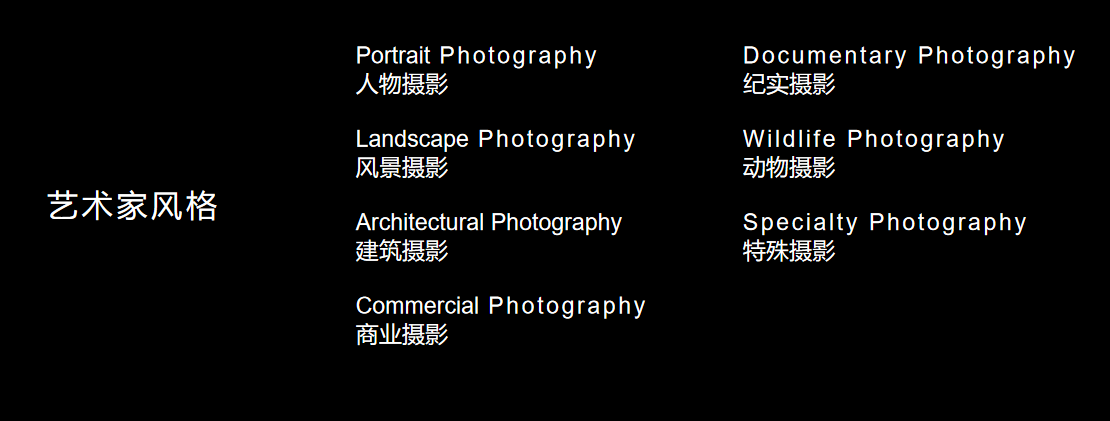 艺术家风格
Portrait Photography
人物摄影
Landscape Photography
风景摄影
Architectural Photography
建筑摄影
Commercial Photography
商业摄影
Documentary Photography
纪实摄影
Wildlife Photography
动物摄影
Specialty Photography
特殊摄影